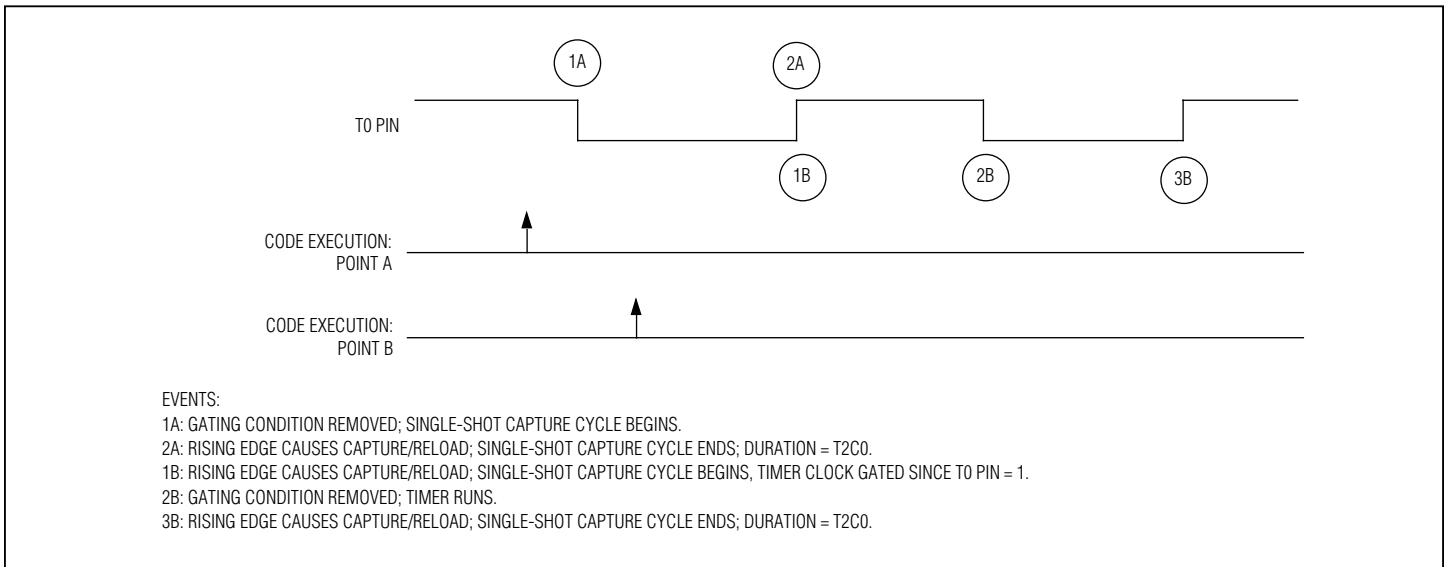 1A
2A
T0 PIN
1B
2B
3B
CODE EXECUTION:
POINT A
CODE EXECUTION:
POINT B
EVENTS:
1A: GATING CONDITION REMOVED; SINGLE-SHOT CAPTURE CYCLE BEGINS.
2A: RISING EDGE CAUSES CAPTURE/RELOAD; SINGLE-SHOT CAPTURE CYCLE ENDS; DURATION = T2C0.
1B: RISING EDGE CAUSES CAPTURE/RELOAD; SINGLE-SHOT CAPTURE CYCLE BEGINS, TIMER CLOCK GATED SINCE T0 PIN = 1.
2B: GATING CONDITION REMOVED; TIMER RUNS.
3B: RISING EDGE CAUSES CAPTURE/RELOAD; SINGLE-SHOT CAPTURE CYCLE ENDS; DURATION = T2C0.